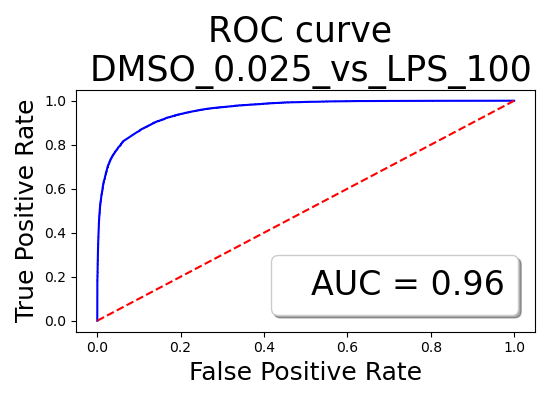 ROC curve
DMSO_0.025_vs_LPS_100
True Positive Rate
1.0
0.8
0.6
0.4
0.2
0.0
AUC = 0.96
0.0 0.2 0.4 0.6 0.8 1.0
False Positive Rate